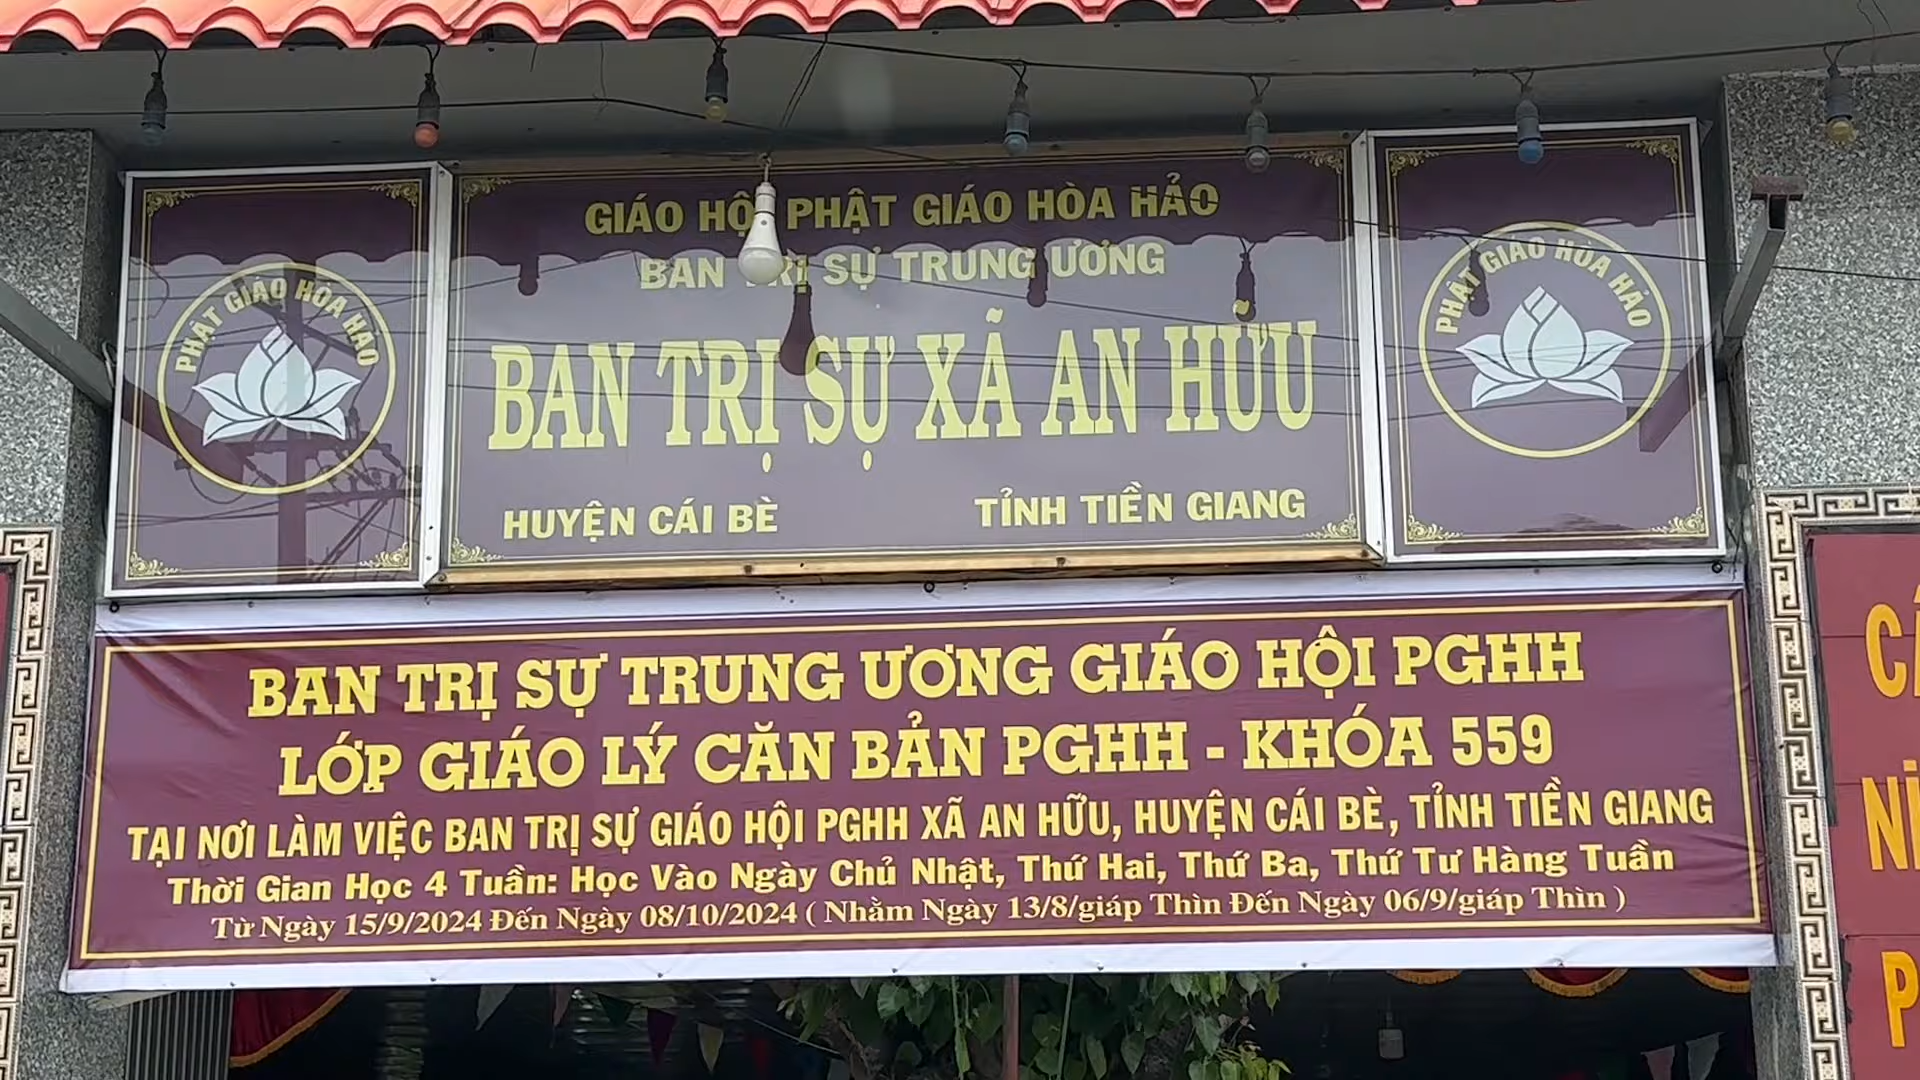 GIÁO HỘI PHẬT GIÁO HÒA HẢO
BAN TRỊ SỰ TRUNG ƯƠNG
BAN TRỊ SỰ XÃ AN HỮU
HUYỆN CÁI BÈ TỈNH TIỀN GIANG
PHẬT GIÁO HÒA HẢO
PHẬT GIÁO HÒA HẢO
BAN TRỊ SỰ TRUNG ƯƠNG GIÁO HỘI PGHH
LỚP GIÁO LÝ CĂN BẢN PGHH - KHÓA 559
TẠI NƠI LÀM VIỆC BAN TRỊ SỰ GIÁO HỘI PGHH XÃ AN HỮU, HUYỆN CÁI BÈ, TỈNH TIỀN GIANG
Thời Gian Học 4 Tuần: Học Vào Ngày Chủ Nhật, Thứ Hai, Thứ Ba, Thứ Tư Hàng Tuần
Từ Ngày 15/9/2024 Đến Ngày 08/10/2024 ( Nhằm Ngày 13/8/giáp Thìn Đến Ngày 06/9/giáp Thìn )